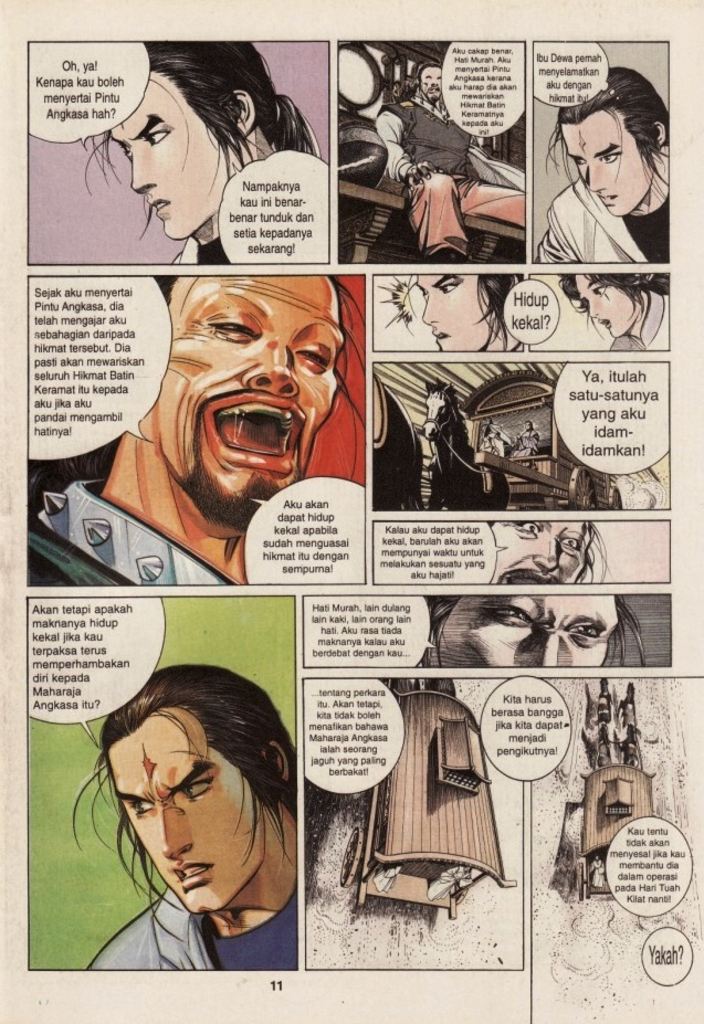 Oh, ya!
Kenapa kau boleh
menyertai Pintu
Angkasa hah?
Nampaknya
kau ini benar-
benar tunduk dan
setia kepadanya
sekarang!
Aku cakap benar,
Hati Murah. Aku
menyertai Pintu
Angkasa kerana
aku harap dapat
mewariskan
Hikmat Batin
Keramatnya itu
kepada aku
ini!
Ibu Dewa pernah
menyelamatkan
aku dengan
hikmat itu!
Sejak aku menyertai
Pintu Angkasa, dia
telah mengajar aku
sebahagian daripada
hikmat tersebut. Dia
pasti akan mewariskan
seluruh Hikmat Batin
Keramat itu kepada
aku jika aku
pandai mengambil
hatinya!
Aku akan
dapat hidup
kekal apabila
sudah menguasai
hikmat itu dengan
sempurna!
Hidup
kekal?
Ya, itulah
satu-satunya
yang aku
idam-
idamkan!
Kalau aku dapat hidup
kekal, barulah aku akan
mempunyai waktu untuk
melakukan sesuatu yang
aku hajati!
Akan tetapi apakah
maknanya hidup
kekal jika kau
terpaksa terus
memperhambakan
diri kepada
Maharaja
Angkasa itu?
Hati Murah, lain dulang
lain kaki, lain orang lain
hati. Aku rasa tiada
maknanya kalau aku
berdebat dengan kau...
...tentang perkara
itu. Akan tetapi,
kita tidak boleh
menafikan bahawa
Maharaja Angkasa
ialah seorang
jaguh yang paling
berbakat!
Kita harus
berasa bangga
jika kita dapat
menjadi
pengikutnya!
Kau tentu
tidak akan
menyesal jika kau
membantu dia
dalam operasi
pada Hari Tuah
Kilat nanti!
Yakah?
11